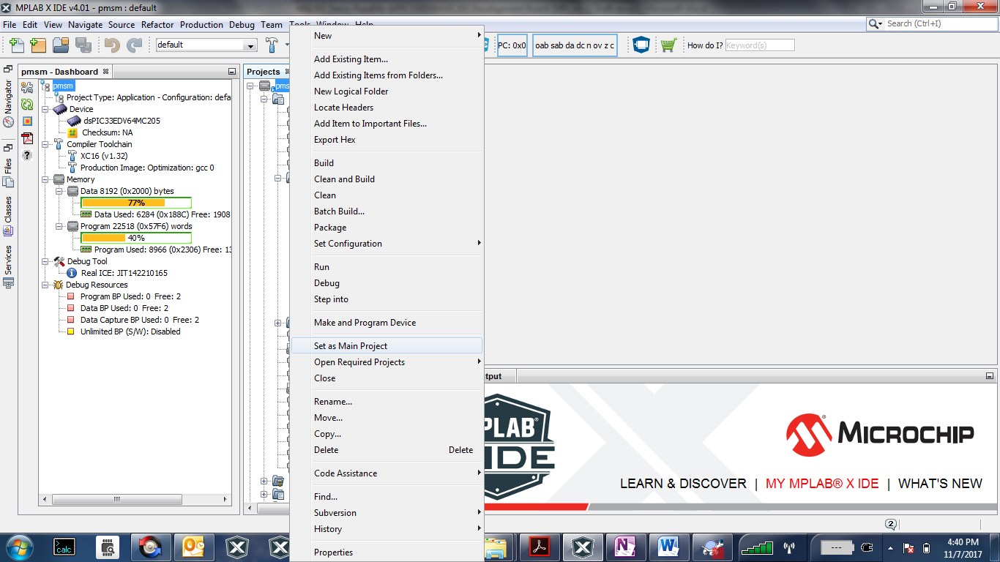 MPLAB X IDE v4.01 - pmsm : default
File Edit View Navigate Source Refactor Production Debug Team Tools Window Help
Search (Ctrl+I)
default
PC: 0x0
oab sab da dc n ov z c
How do I?
Keyword(s)
pmsm - Dashboard
Projects
Navigator
Files
Classes
Services
pmsm
Project Type: Application - Configuration: defa
Device
dsPIC33EDV64MC205
Checksum: NA
Compiler Toolchain
XC16 (v1.32)
Production Image: Optimization: gcc 0
Memory
Data 8192 (0x2000) bytes
77%
Data Used: 6284 (0x188C) Free: 1908
Program 22518 (0x57F6) words
40%
Program Used: 8966 (0x2306) Free: 13
Debug Tool
Real ICE: JIT142210165
Debug Resources
Program BP Used: 0 Free: 2
Data BP Used: 0 Free: 2
Data Capture BP Used: 0 Free: 2
Unlimited BP (S/W): Disabled
pms
New
Add Existing Item...
Add Existing Items from Folders...
New Logical Folder
Locate Headers
Add Item to Important Files...
Export Hex
Build
Clean and Build
Clean
Batch Build...
Package
Set Configuration
Run
Debug
Step into
Make and Program Device
Set as Main Project
Open Required Projects
Close
Rename...
Move...
Copy...
Delete Delete
Code Assistance
Find...
Subversion
History
Properties
tput
PLAB®
IDE
MICROCHIP
LEARN & DISCOVER | MY MPLAB® X IDE | WHAT'S NEW
2
calc
4:40 PM
11/7/2017